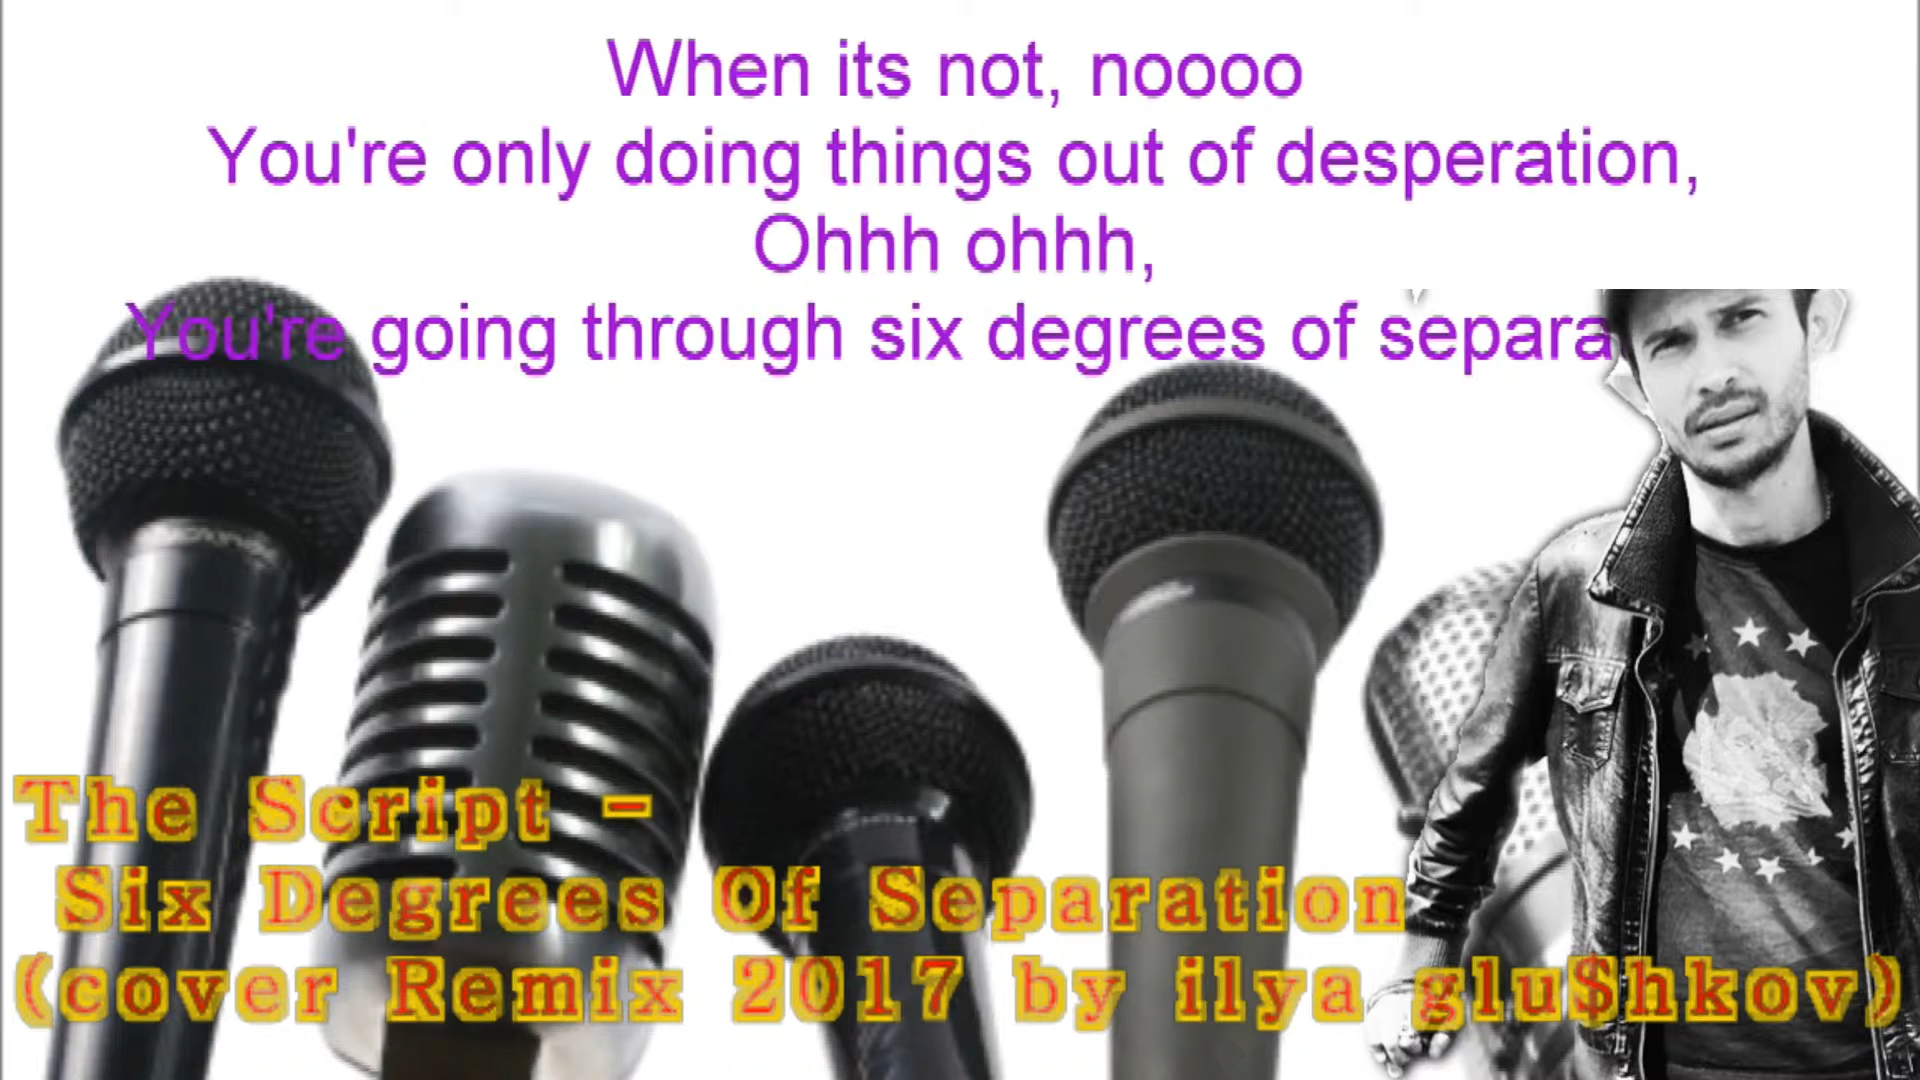 When its not, noooo
You're only doing things out of desperation,
Ohhh ohhh,
You're going through six degrees of separa
The Script -
Six Degrees Of Separation
(cover Remix 2017 by ilya glu$hkov)